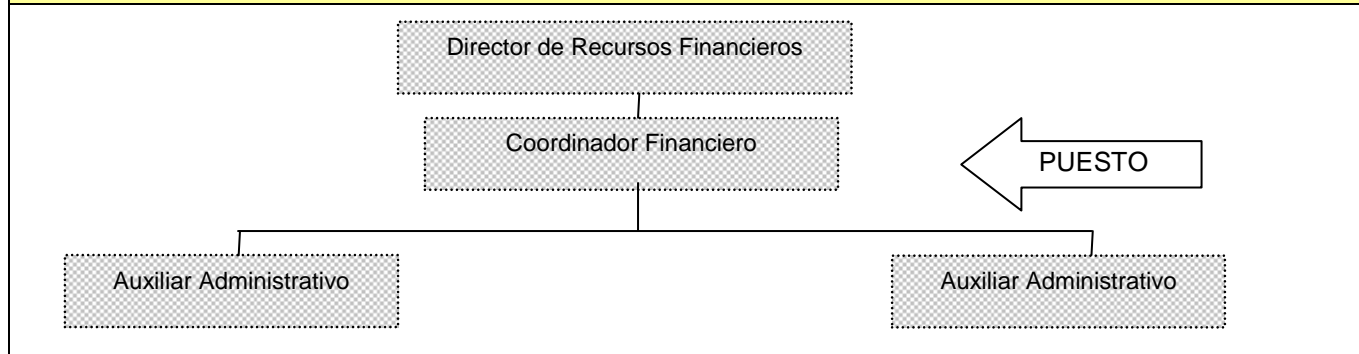 Director de Recursos Financieros
Coordinador Financiero
PUESTO
Auxiliar Administrativo
Auxiliar Administrativo